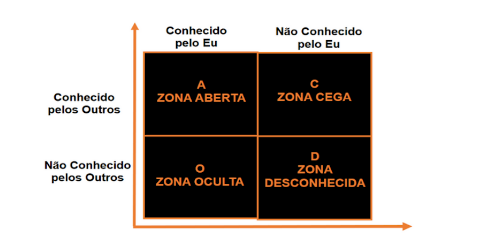 Conhecido
pelo Eu
Não Conhecido
pelo Eu
Conhecido
pelos Outros
A
ZONA ABERTA
C
ZONA CEGA
Não Conhecido
pelos Outros
O
ZONA OCULTA
D
ZONA
DESCONHECIDA